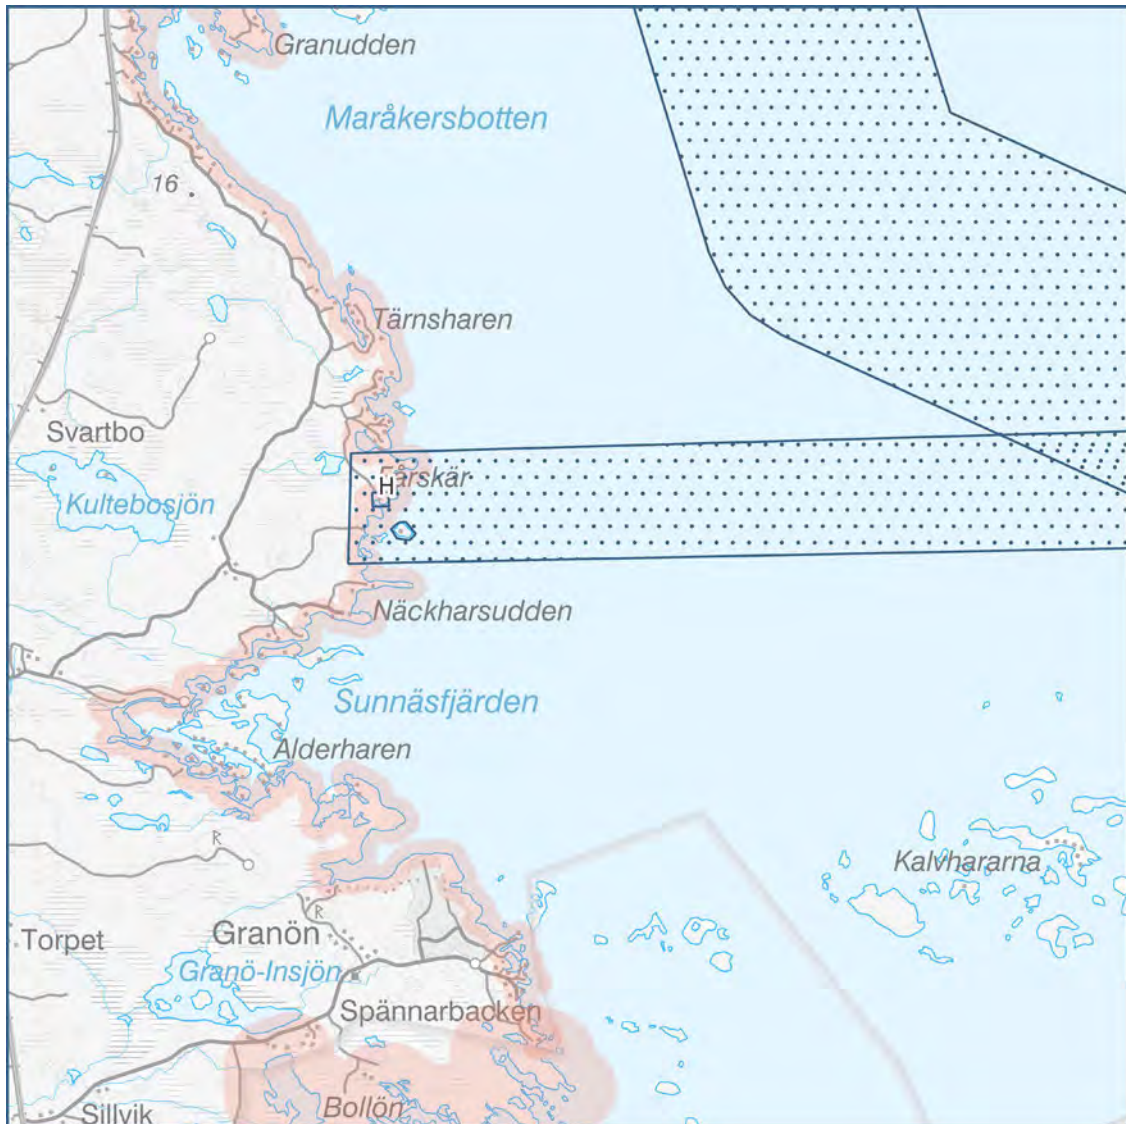 Granudden
Maråkersbotten
16
Tärnsharen
Svartbo
Fårskär
H
Kultebosjön
Näckharsudden
Sunnäsfjärden
Alderharen
R
Kalvhararna
R
Granön
Torpet
Granö-Insjön
Spännarbacken
Bollön
Sillvik